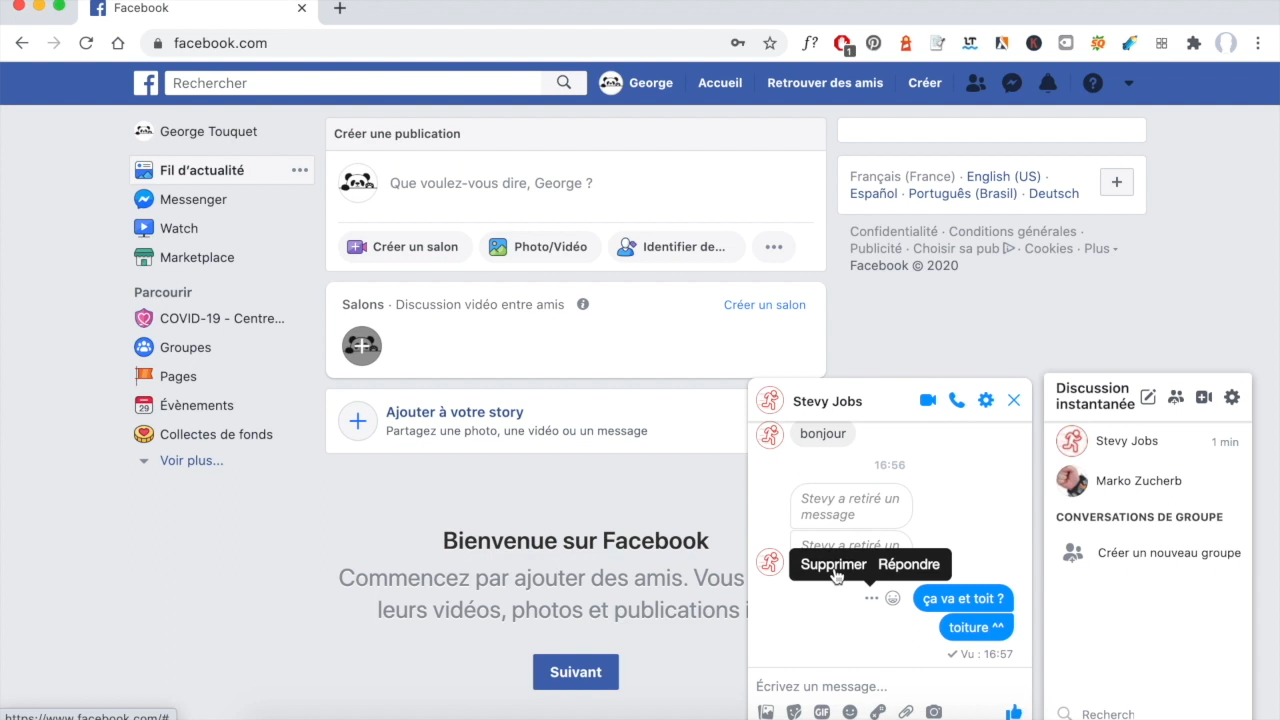 Facebook
facebook.com
Rechercher
George
Accueil
Retrouver des amis
Créer
George Touquet
Fil d'actualité
Messenger
Watch
Marketplace
Parcourir
COVID-19 - Centre...
Groupes
Pages
29
Évènements
Collectes de fonds
Voir plus...
Créer une publication
Que voulez-vous dire, George ?
Créer un salon
Photo/Vidéo
Identifier de...
Salons · Discussion vidéo entre amis
Créer un salon
Ajouter à votre story
Partagez une photo, une vidéo ou un message
Bienvenue sur Facebook
Commencez par ajouter des amis. Vous
leurs vidéos, photos et publications i
Suivant
Français (France) · English (US) ·
Español · Português (Brasil) · Deutsch
Confidentialité · Conditions générales ·
Publicité · Choisir sa pub · Cookies · Plus
Facebook © 2020
Stevy Jobs
bonjour
16:56
Stevy a retiré un
message
Stevy a retiré un
Supprimer Répondre
ça va et toit ?
toiture ^^
Vu : 16:57
Écrivez un message...
GIF
Discussion
instantanée
Stevy Jobs
1 min
Marko Zucherb
CONVERSATIONS DE GROUPE
Créer un nouveau groupe
Recherch
https://www.facebook.com/#